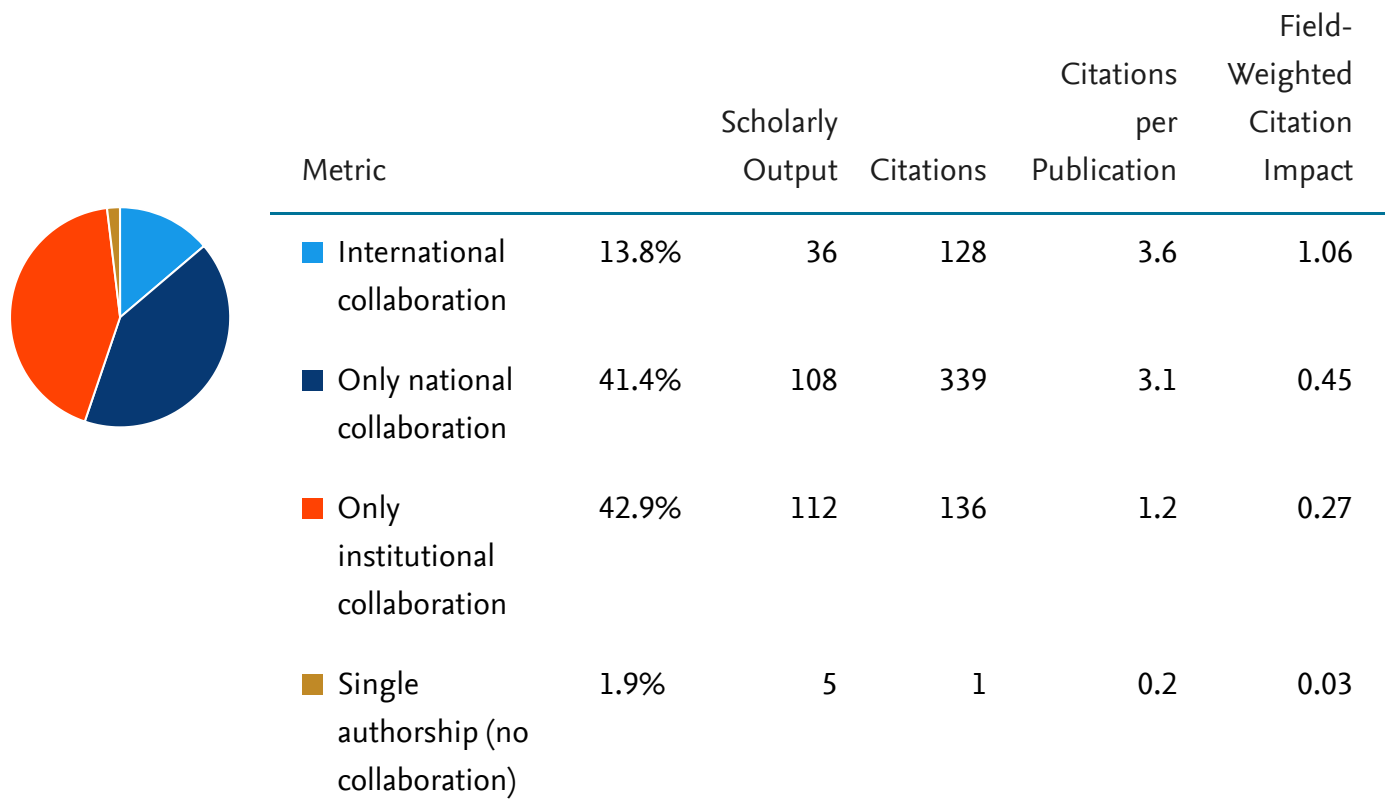 Field-
Citations Weighted
Scholarly per Citation
Metric Output Citations Publication Impact
International 13.8% 36 128 3.6 1.06
collaboration
Only national 41.4% 108 339 3.1 0.45
collaboration
Only 42.9% 112 136 1.2 0.27
institutional
collaboration
Single 1.9% 5 1 0.2 0.03
authorship (no
collaboration)